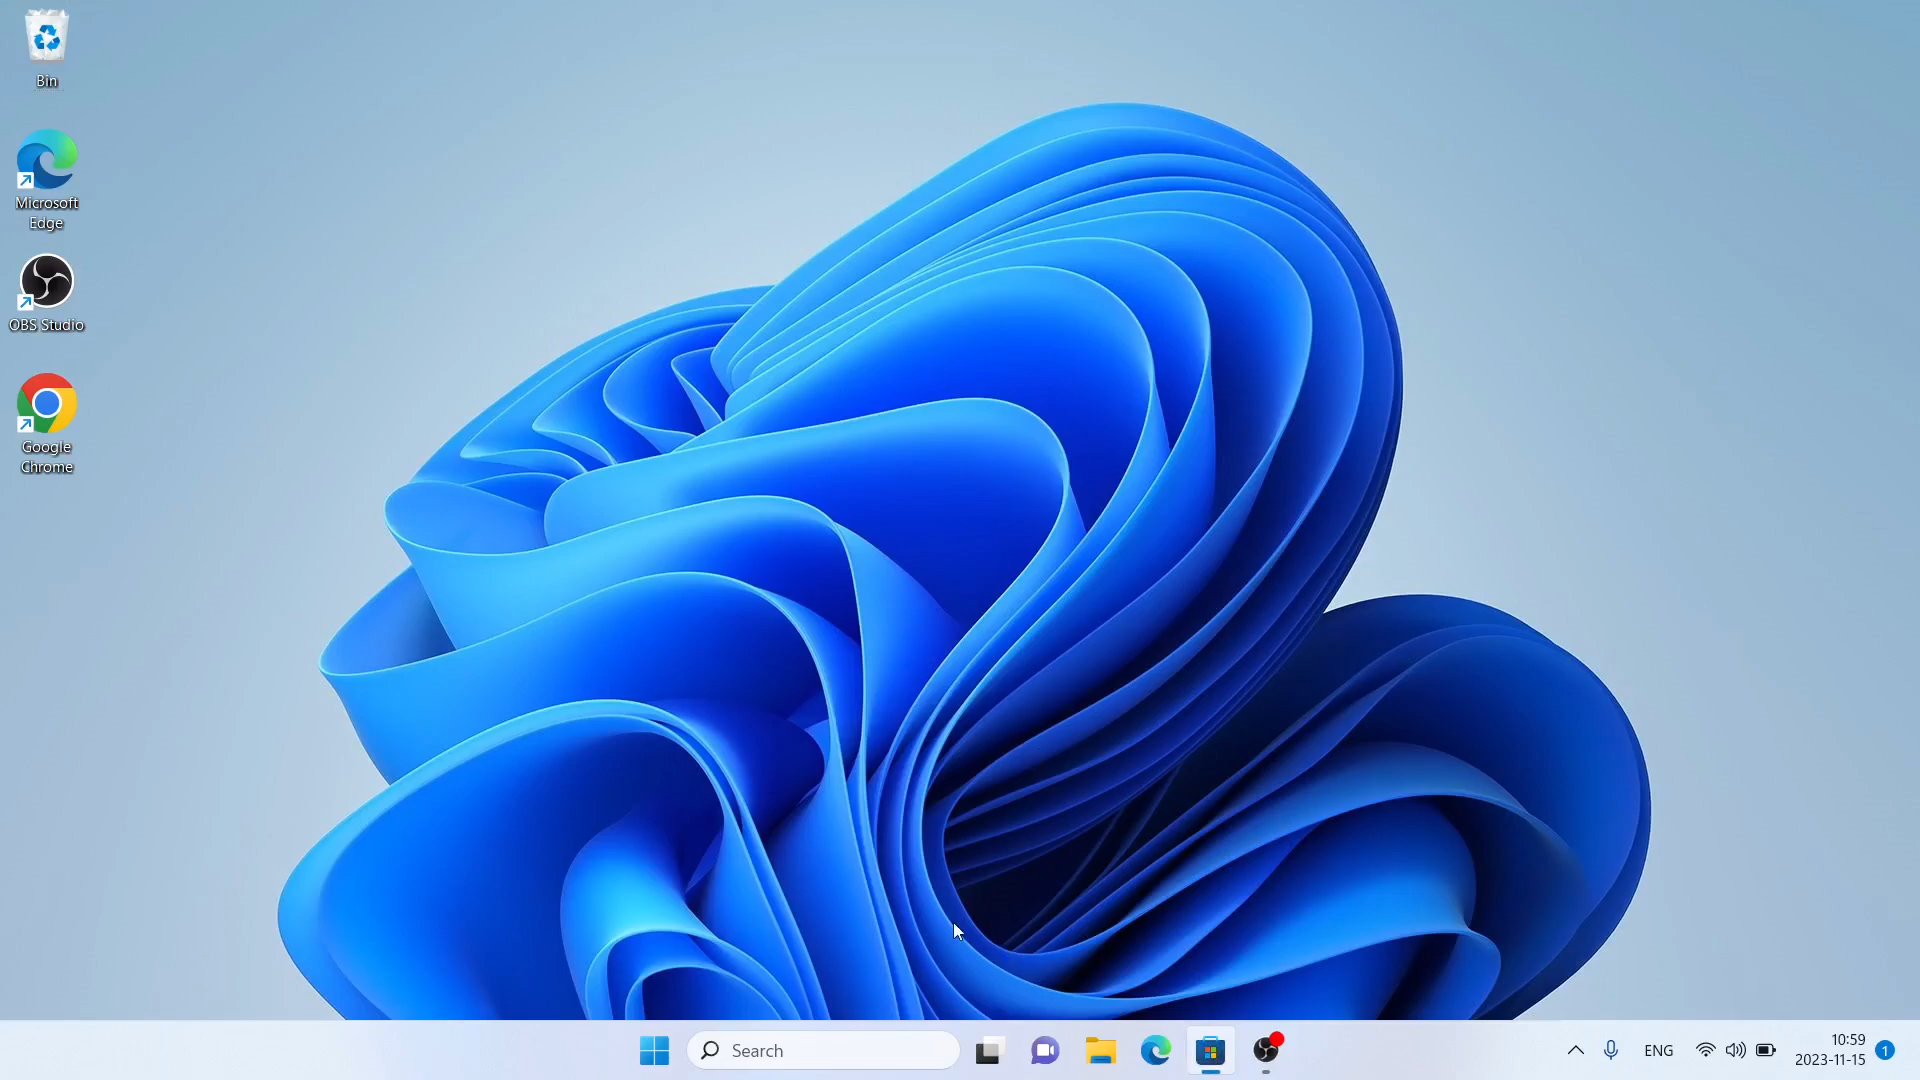 Bin
Microsoft
Edge
OBS Studio
Google
Chrome
Search
ENG
10:59
2023-11-15
1